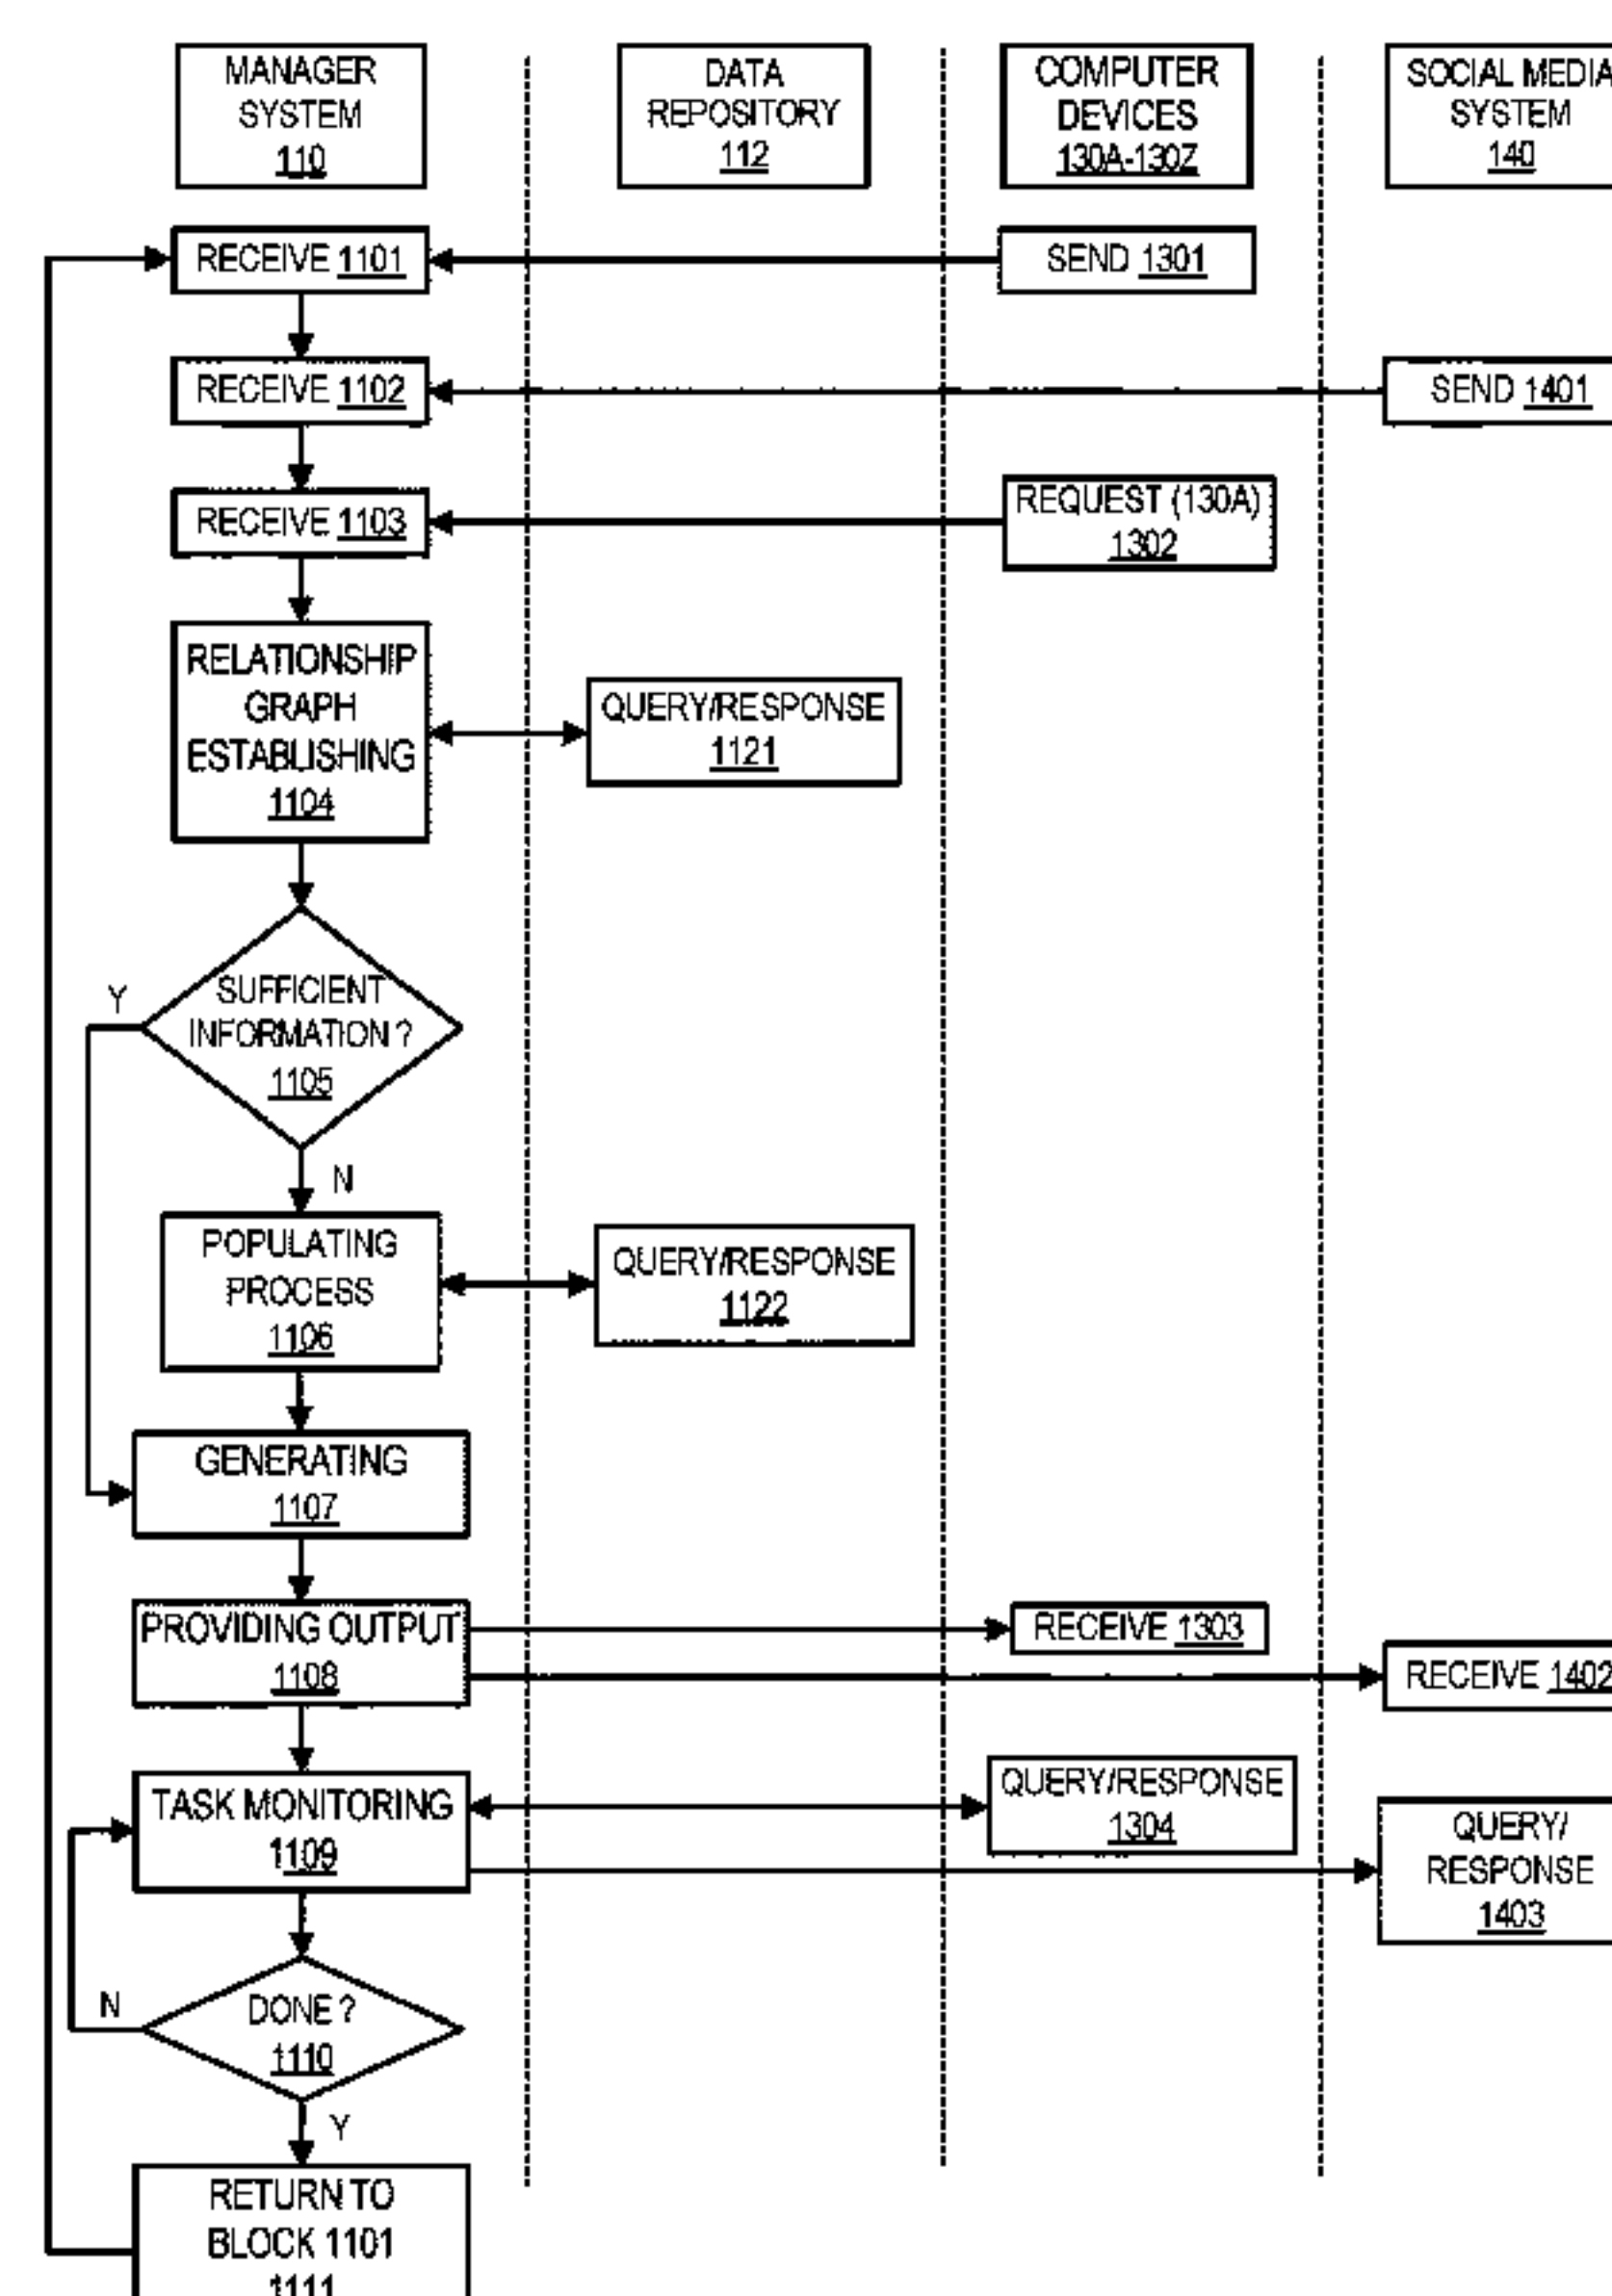 MANAGER
SYSTEM
110
DATA
REPOSITORY
112
COMPUTER
DEVICES
130A-130Z
SOCIAL MEDIA
SYSTEM
140
RECEIVE 1101
SEND 1301
RECEIVE 1102
SEND 1401
RECEIVE 1103
REQUEST (130A)
1302
RELATIONSHIP
GRAPH
ESTABLISHING
1104
QUERY/RESPONSE
1121
Y
SUFFICIENT
INFORMATION ?
1105
N
POPULATING
PROCESS
1106
QUERY/RESPONSE
1122
GENERATING
1107
PROVIDING OUTPUT
1108
RECEIVE 1303
RECEIVE 1402
TASK MONITORING
1109
QUERY/RESPONSE
1304
QUERY/
RESPONSE
1403
N
DONE ?
1110
Y
RETURN TO
BLOCK 1101
1111